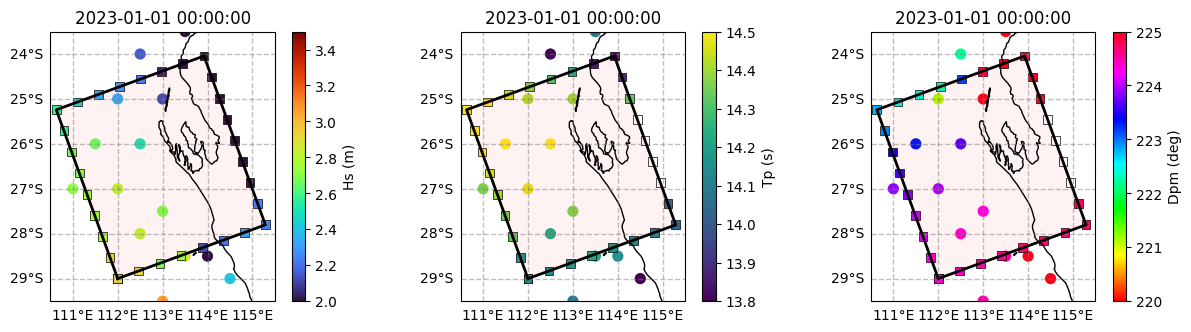 2023-01-01 00:00:00
24°S
25°S
26°S
27°S
28°S
29°S
111°E 112°E 113°E 114°E 115°E
3.4
3.2
3.0
2.8
2.6
2.4
2.2
2.0
Hs (m)
2023-01-01 00:00:00
24°S
25°S
26°S
27°S
28°S
29°S
111°E 112°E 113°E 114°E 115°E
14.5
14.4
14.3
14.2
14.1
14.0
13.9
13.8
Tp (s)
2023-01-01 00:00:00
24°S
25°S
26°S
27°S
28°S
29°S
111°E 112°E 113°E 114°E 115°E
225
224
223
222
221
220
Dpm (deg)